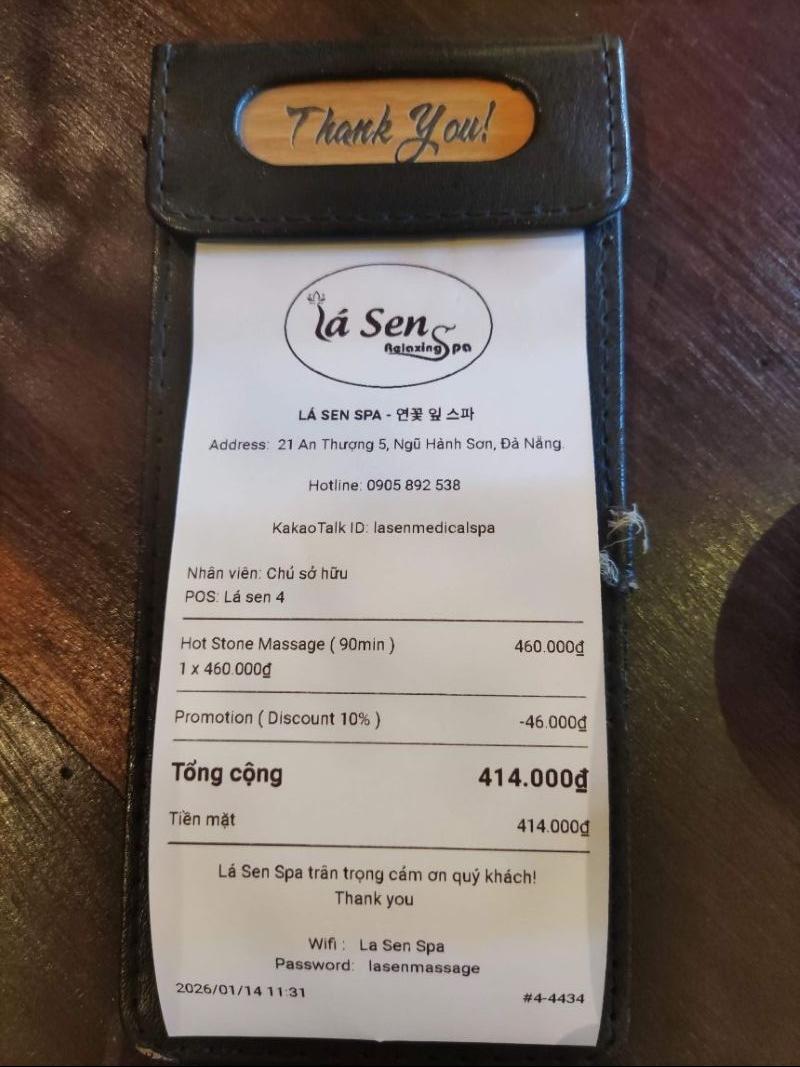 Thank You!
Lá Sen
Relaxing Spa
LÁ SEN SPA - 연꽃 잎 스파
Address: 21 An Thượng 5, Ngũ Hành Sơn, Đà Nẵng.
Hotline: 0905 892 538
KakaoTalk ID: lasenmedicalspa
Nhân viên: Chủ sở hữu
POS: Lá sen 4
Hot Stone Massage ( 90min ) 460.000₫
1 x 460.000₫
Promotion ( Discount 10% ) -46.000₫
Tổng cộng 414.000₫
Tiền mặt 414.000₫
Lá Sen Spa trân trọng cảm ơn quý khách!
Thank you
Wifi : La Sen Spa
Password: lasenmassage
2026/01/14 11:31 #4-4434